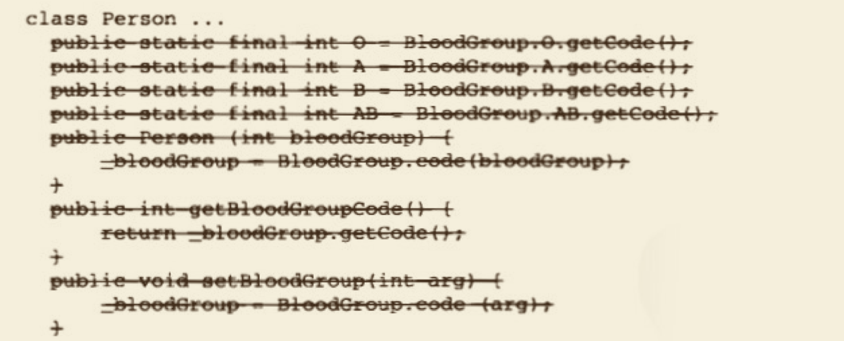 class Person ...
public static final int O = BloodGroup.O.getCode();
public static final int A = BloodGroup.A.getCode();
public static final int B = BloodGroup.B.getCode();
public static final int AB = BloodGroup.AB.getCode();
public Person (int bloodGroup) {
_bloodGroup = BloodGroup.code(bloodGroup);
}
public int getBloodGroupCode() {
return _bloodGroup.getCode();
}
public void setBloodGroup(int arg) {
_bloodGroup = BloodGroup.code (arg);
}